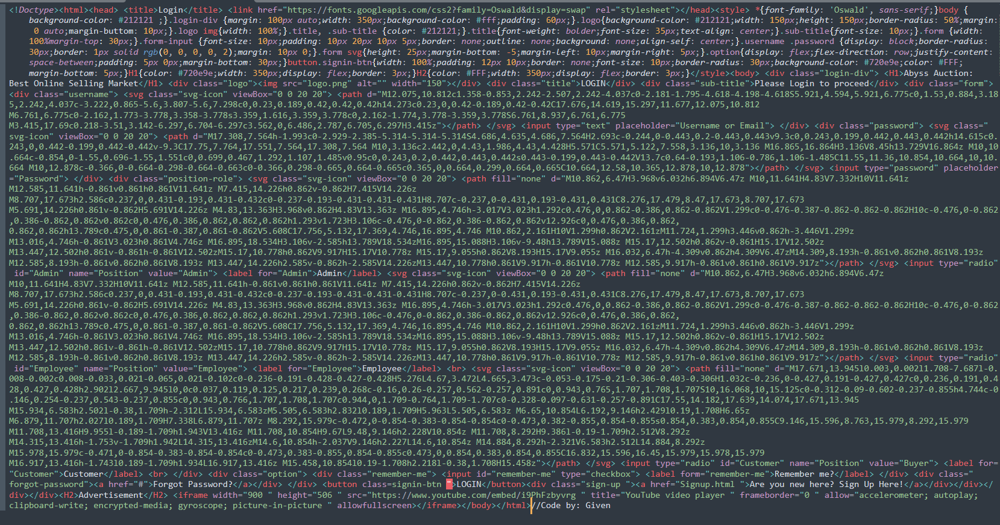 <!Doctype><html><head> <title>Login</title> <link href="https://fonts.googleapis.com/css2?family=Oswald&display=swap" rel="stylesheet"></head><style> *{font-family: 'Oswald', sans-serif;}body {
background-color: #212121 ;}.login-div {margin: 100px auto;width: 350px;background-color: #fff;padding: 60px;}.logo{background-color: #212121;width: 150px;height: 150px;border-radius: 50%;margin:
0 auto;margin-buttom: 10px;}.logo img{width: 100%;}.title, .sub-title {color: #212121;}.title{font-weight: bolder;font-size: 35px;text-align: center;}.sub-title{font-size: 10px;}.form {width:
100%margin-top: 30px;}.form-input {font-size: 10px;padding: 10px 20px 10px 5px;border: none;outline: none;background: none;align-self: center;}.username .password {display: block;border-radius:
30px;border: 1px solid rgb(0, 0, 0, 0, 2);margin: 10px 0;}.form svg{height: 25px;margin-bottom: -5;margin-left: 10px;margin-right: 5px;}.option{display: flex;flex-direction: row;justify-content:
space-between;padding: 5px 0px;margin-bottom: 30px;}button.signin-btn{width: 100%;padding: 12px 10px;border: none;font-size: 10px;border-radius: 30px;background-color: #720e9e;color: #FFF;
margin-bottom: 5px;}H1{color: #720e9e;width: 350px;display: flex;border: 3px;}H2{color: #FFF;width: 350px;display: flex;border: 3px;}</style><body> <div class="login-div"> <H1>Abyss Auction:
Best Online Selling Market</H1> <div class="logo"><img src="logo.png" alt="" width="150"></div> <div class="title">LOGIN</div> <div class="sub-title">Please Login to proceed</div> <div class="form">
<div class="username"> <svg class="svg-icon" viewBox="0 0 20 20"> <path d="M12.075,10.812c1.358-0.853,2.242-2.507,2.242-4.037c0-2.181-1.795-4.618-4.198-4.618S5.921,4.594,5.921,6.775c0,1.53,0.884,3.18
5,2.242,4.037c-3.222,0.865-5.6,3.807-5.6,7.298c0,0.23,0.189,0.42,0.42,0.42h14.273c0.23,0,0.42-0.189,0.42-0.42C17.676,14.619,15.297,11.677,12.075,10.812
M6.761,6.775c0-2.162,1.773-3.778,3.358-3.778s3.359,1.616,3.359,3.778c0,2.162-1.774,3.778-3.359,3.778S6.761,8.937,6.761,6.775
M3.415,17.69c0.218-3.51,3.142-6.297,6.704-6.297c3.562,0,6.486,2.787,6.705,6.297H3.415z"></path> </svg> <input type="text" placeholder="Username or Email"> </div> <div class="password"> <svg class="
svg-icon" viewBox="0 0 20 20"> <path d="M17.308,7.564h-1.993c0-2.929-2.385-5.314-5.314-5.314S4.686,4.635,4.686,7.564H2.693c-0.244,0-0.443,0.2-0.443,0.443v9.3c0,0.243,0.199,0.442,0.443,0.442h14.615c0.
243,0,0.442-0.199,0.442-0.442v-9.3C17.75,7.764,17.551,7.564,17.308,7.564 M10,3.136c2.442,0,4.43,1.986,4.43,4.428H5.571C5.571,5.122,7.558,3.136,10,3.136 M16.865,16.864H3.136V8.45h13.729V16.864z M10,10
.664c-0.854,0-1.55,0.696-1.55,1.551c0,0.699,0.467,1.292,1.107,1.485v0.95c0,0.243,0.2,0.442,0.443,0.442s0.443-0.199,0.443-0.442V13.7c0.64-0.193,1.106-0.786,1.106-1.485C11.55,11.36,10.854,10.664,10,10.
664 M10,12.878c-0.366,0-0.664-0.298-0.664-0.663c0-0.366,0.298-0.665,0.664-0.665c0.365,0,0.664,0.299,0.664,0.665C10.664,12.58,10.365,12.878,10,12.878"></path> </svg> <input type="password" placeholder
="Password"> </div> <div class="position-role"> <svg class="svg-icon" viewBox="0 0 20 20"> <path fill="none" d="M10.862,6.47H3.968v6.032h6.894V6.47z M10,11.641H4.83V7.332H10V11.641z
M12.585,11.641h-0.861v0.861h0.861V11.641z M7.415,14.226h0.862v-0.862H7.415V14.226z
M8.707,17.673h2.586c0.237,0,0.431-0.193,0.431-0.432c0-0.237-0.193-0.431-0.431-0.431H8.707c-0.237,0-0.431,0.193-0.431,0.431C8.276,17.479,8.47,17.673,8.707,17.673
M5.691,14.226h0.861v-0.862H5.691V14.226z M4.83,13.363H3.968v0.862H4.83V13.363z M16.895,4.746h-3.017V3.023h1.292c0.476,0,0.862-0.386,0.862-0.862V1.299c0-0.476-0.387-0.862-0.862-0.862H10c-0.476,0-0.862
,0.386-0.862,0.862v0.862c0,0.476,0.386,0.862,0.862,0.862h1.293v1.723H3.106c-0.476,0-0.862,0.386-0.862,0.862v12.926c0,0.476,0.386,0.862,
0.862,0.862h13.789c0.475,0,0.861-0.387,0.861-0.862V5.608C17.756,5.132,17.369,4.746,16.895,4.746 M10.862,2.161H10V1.299h0.862V2.161zM11.724,1.299h3.446v0.862h-3.446V1.299z
M13.016,4.746h-0.861V3.023h0.861V4.746z M16.895,18.534H3.106v-2.585h13.789V18.534zM16.895,15.088H3.106v-9.48h13.789V15.088z M15.17,12.502h0.862v-0.861H15.17V12.502z
M13.447,12.502h0.861v-0.861h-0.861V12.502zM15.17,10.778h0.862V9.917H15.17V10.778z M15.17,9.055h0.862V8.193H15.17V9.055z M16.032,6.47h-4.309v0.862h4.309V6.47zM14.309,8.193h-0.861v0.862h0.861V8.193z
M12.585,8.193h-0.861v0.862h0.861V8.193z M13.447,14.226h2.585v-0.862h-2.585V14.226zM13.447,10.778h0.861V9.917h-0.861V10.778z M12.585,9.917h-0.861v0.861h0.861V9.917z"></path> </svg> <input type="radio"
id="Admin" name="Position" value="Admin"> <label for="Admin">Admin</label> <svg class="svg-icon" viewBox="0 0 20 20"> <path fill="none" d="M10.862,6.47H3.968v6.032h6.894V6.47z
M10,11.641H4.83V7.332H10V11.641z M12.585,11.641h-0.861v0.861h0.861V11.641z M7.415,14.226h0.862v-0.862H7.415V14.226z
M8.707,17.673h2.586c0.237,0,0.431-0.193,0.431-0.432c0-0.237-0.193-0.431-0.431-0.431H8.707c-0.237,0-0.431,0.193-0.431,0.431C8.276,17.479,8.47,17.673,8.707,17.673
M5.691,14.226h0.861v-0.862H5.691V14.226z M4.83,13.363H3.968v0.862H4.83V13.363z M16.895,4.746h-3.017V3.023h1.292c0.476,0,0.862-0.386,0.862-0.862V1.299c0-0.476-0.387-0.862-0.862-0.862H10c-0.476,0-0.862
,0.386-0.862,0.862v0.862c0,0.476,0.386,0.862,0.862,0.862h1.293v1.723H3.106c-0.476,0-0.862,0.386-0.862,0.862v12.926c0,0.476,0.386,0.862,
0.862,0.862h13.789c0.475,0,0.861-0.387,0.861-0.862V5.608C17.756,5.132,17.369,4.746,16.895,4.746 M10.862,2.161H10V1.299h0.862V2.161zM11.724,1.299h3.446v0.862h-3.446V1.299z
M13.016,4.746h-0.861V3.023h0.861V4.746z M16.895,18.534H3.106v-2.585h13.789V18.534zM16.895,15.088H3.106v-9.48h13.789V15.088z M15.17,12.502h0.862v-0.861H15.17V12.502z
M13.447,12.502h0.861v-0.861h-0.861V12.502zM15.17,10.778h0.862V9.917H15.17V10.778z M15.17,9.055h0.862V8.193H15.17V9.055z M16.032,6.47h-4.309v0.862h4.309V6.47zM14.309,8.193h-0.861v0.862h0.861V8.193z
M12.585,8.193h-0.861v0.862h0.861V8.193z M13.447,14.226h2.585v-0.862h-2.585V14.226zM13.447,10.778h0.861V9.917h-0.861V10.778z M12.585,9.917h-0.861v0.861h0.861V9.917z"></path> </svg> <input type="radio"
id="Employee" name="Position" value="Employee"> <label for="Employee">Employee</label> <br> <svg class="svg-icon" viewBox="0 0 20 20"> <path fill="none" d="M17.671,13.945l0.003,0.002l1.708-7.687l-0.
008-0.002c0.008-0.033,0.021-0.065,0.021-0.102c0-0.236-0.191-0.428-0.427-0.428H5.276L4.67,3.472L4.665,3.473c-0.053-0.175-0.21-0.306-0.403-0.306H1.032c-0.236,0-0.427,0.191-0.427,0.427c0,0.236,0.191,0.4
28,0.427,0.428h2.902l2.667,9.945l0,0c0.037,0.119,0.125,0.217,0.239,0.268c-0.16,0.26-0.257,0.562-0.257,0.891c0,0.943,0.765,1.707,1.708,1.707S10,16.068,10,15.125c0-0.312-0.09-0.602-0.237-0.855h4.744c-0
.146,0.254-0.237,0.543-0.237,0.855c0,0.943,0.766,1.707,1.708,1.707c0.944,0,1.709-0.764,1.709-1.707c0-0.328-0.097-0.631-0.257-0.891C17.55,14.182,17.639,14.074,17.671,13.945
M15.934,6.583h2.502l-0.38,1.709h-2.312L15.934,6.583zM5.505,6.583h2.832l0.189,1.709H5.963L5.505,6.583z M6.65,10.854L6.192,9.146h2.429l0.19,1.708H6.65z
M6.879,11.707h2.027l0.189,1.709H7.338L6.879,11.707z M8.292,15.979c-0.472,0-0.854-0.383-0.854-0.854c0-0.473,0.382-0.855,0.854-0.855s0.854,0.383,0.854,0.855C9.146,15.596,8.763,15.979,8.292,15.979
M11.708,13.416H9.955l-0.189-1.709h1.943V13.416z M11.708,10.854H9.67L9.48,9.146h2.228V10.854z M11.708,8.292H9.386l-0.19-1.709h2.512V8.292z
M14.315,13.416h-1.753v-1.709h1.942L14.315,13.416zM14.6,10.854h-2.037V9.146h2.227L14.6,10.854z M14.884,8.292h-2.321V6.583h2.512L14.884,8.292z
M15.978,15.979c-0.471,0-0.854-0.383-0.854-0.854c0-0.473,0.383-0.855,0.854-0.855c0.473,0,0.854,0.383,0.854,0.855C16.832,15.596,16.45,15.979,15.978,15.979
M16.917,13.416h-1.743l0.189-1.709h1.934L16.917,13.416z M15.458,10.854l0.19-1.708h2.218l-0.38,1.708H15.458z"></path> </svg> <input type="radio" id="Customer" name="Position" value="Buyer"> <label for=
"Customer">Customer</label> <br> </div> <div class="option"> <div class="remember-me"> <input id="remember-me" type="checkbox"> <label form="remember-me">Remember me?</label> </div> <div class="
forgot-password"><a href="#">Forgot Password?</a></div> </div> <button class=signin-btn ">LOGIN</button><div class="sign-up "><a href="Signup.html ">Are you new here? Sign Up Here!</a></div></div></
div></div><H2>Advertisement</H2> <iframe width="900 " height="506 " src="https://www.youtube.com/embed/i9PhFzbyvrg " title="YouTube video player " frameborder="0 " allow="accelerometer; autoplay;
clipboard-write; encrypted-media; gyroscope; picture-in-picture " allowfullscreen></iframe></body></html>//Code by: Given